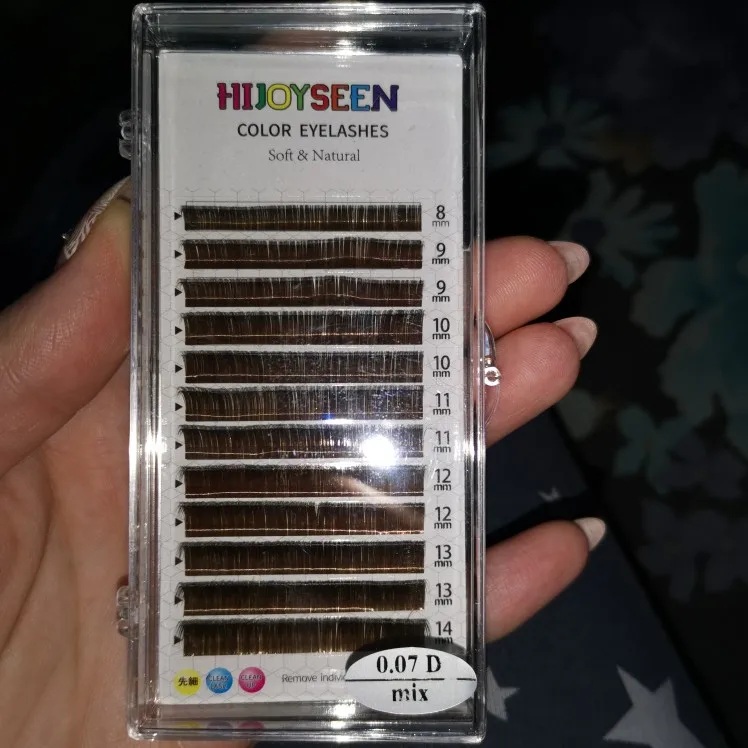 HIJOYSEEN
COLOR EYELASHES
Soft & Natural
8 mm
9 mm
9 mm
10 mm
10 mm
11 mm
11 mm
12 mm
12 mm
13 mm
13 mm
14 mm
先細
Remove
0.07 D
mix